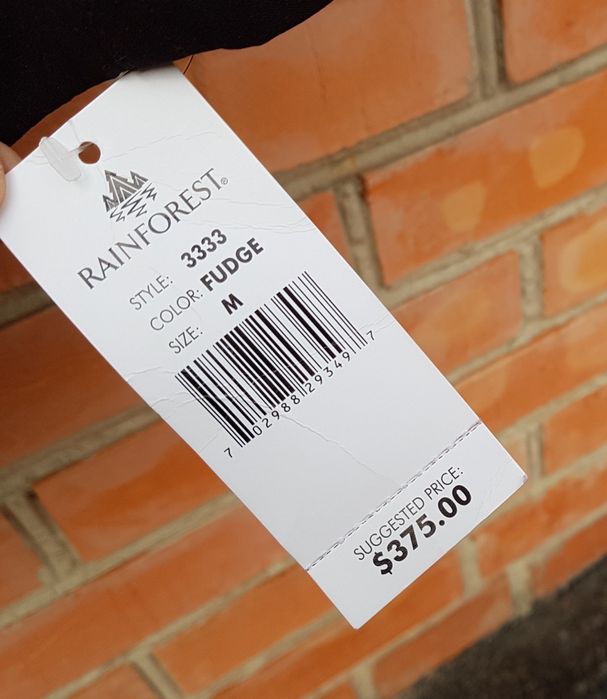 RAINFOREST®
STYLE: 3333
COLOR: FUDGE
SIZE: M
7 02988 29349 7
SUGGESTED PRICE:
$375.00